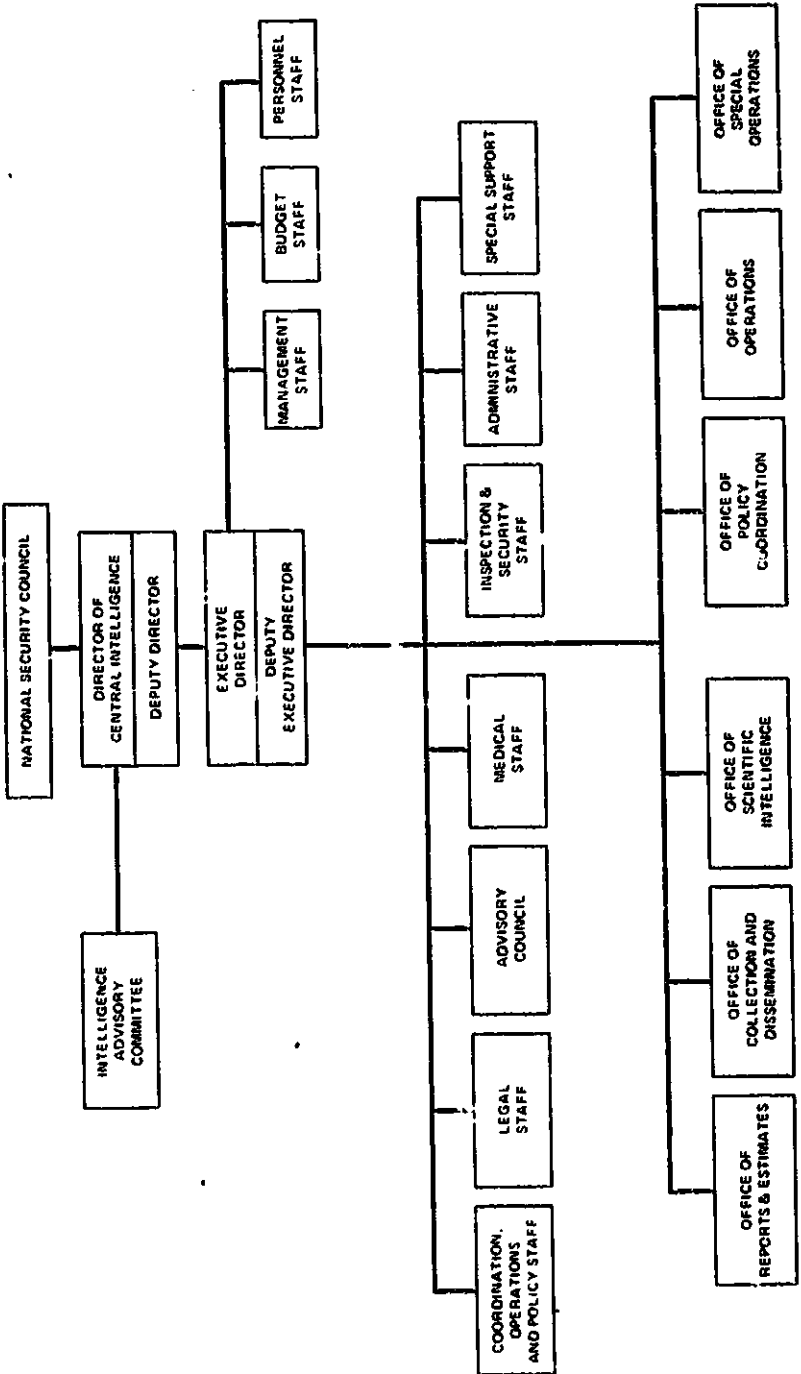 NATIONAL SECURITY COUNCIL
INTELLIGENCE
ADVISORY
COMMITTEE
DIRECTOR OF
CENTRAL INTELLIGENCE
DEPUTY DIRECTOR
EXECUTIVE
DIRECTOR
DEPUTY
EXECUTIVE DIRECTOR
MANAGEMENT
STAFF
BUDGET
STAFF
PERSONNEL
STAFF
COORDINATION,
OPERATIONS
AND POLICY STAFF
LEGAL
STAFF
ADVISORY
COUNCIL
MEDICAL
STAFF
INSPECTION &
SECURITY
STAFF
ADMINISTRATIVE
STAFF
SPECIAL SUPPORT
STAFF
OFFICE OF
REPORTS & ESTIMATES
OFFICE OF
COLLECTION AND
DISSEMINATION
OFFICE OF
SCIENTIFIC
INTELLIGENCE
OFFICE OF
POLICY
COORDINATION
OFFICE OF
OPERATIONS
OFFICE OF
SPECIAL
OPERATIONS